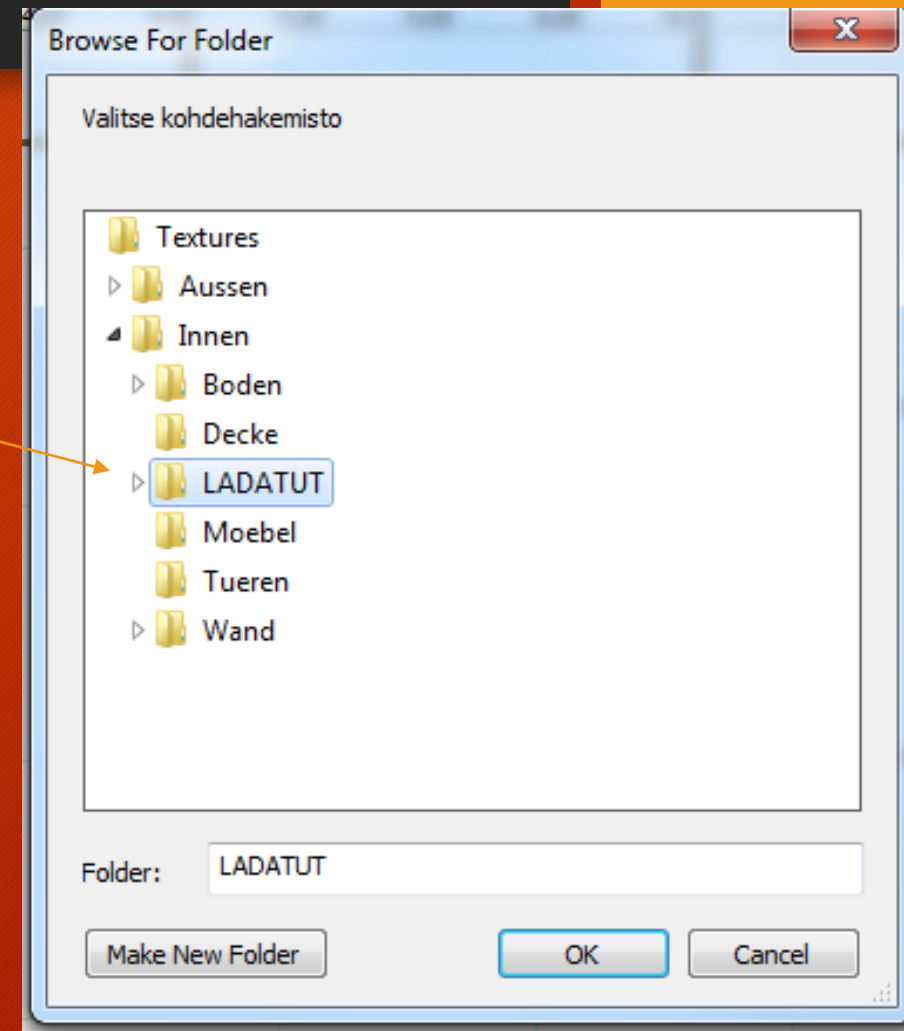 Browse For Folder
Valitse kohdehakemisto
Textures
Aussen
Innen
Boden
Decke
LADATUT
Moebel
Tueren
Wand
Folder: LADATUT
Make New Folder OK Cancel